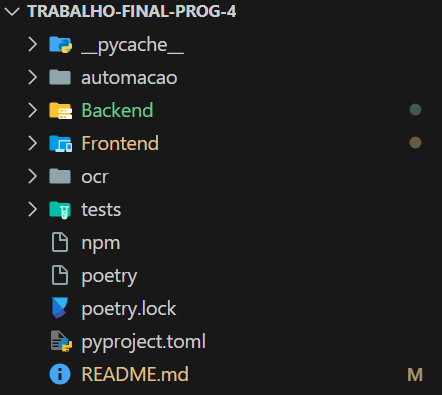 TRABALHO-FINAL-PROG-4
__pycache__
automacao
Backend
Frontend
ocr
tests
npm
poetry
poetry.lock
pyproject.toml
README.md M